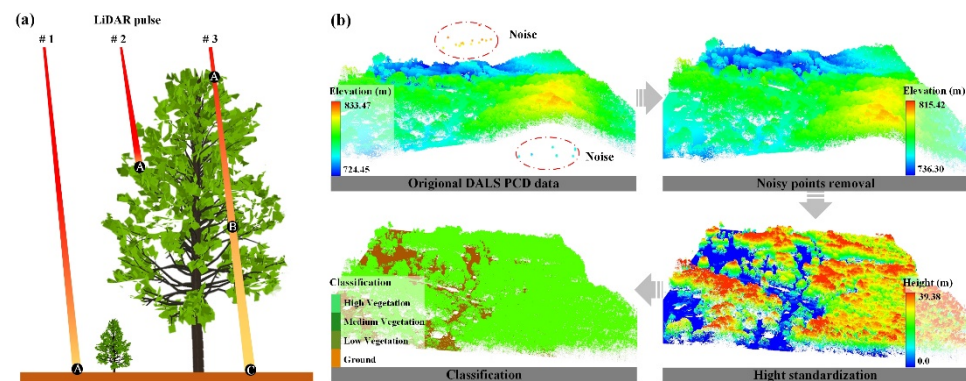 (a)
LiDAR pulse
# 1
# 2
# 3
A
A
B
A
C
(b)
Noise
Elevation (m)
833.47
724.45
Noise
Origional DALS PCD data
Elevation (m)
815.42
736.30
Noisy points removal
Classification
High Vegetation
Medium Vegetation
Low Vegetation
Ground
Classification
Height (m)
39.38
0.0
Hight standardization